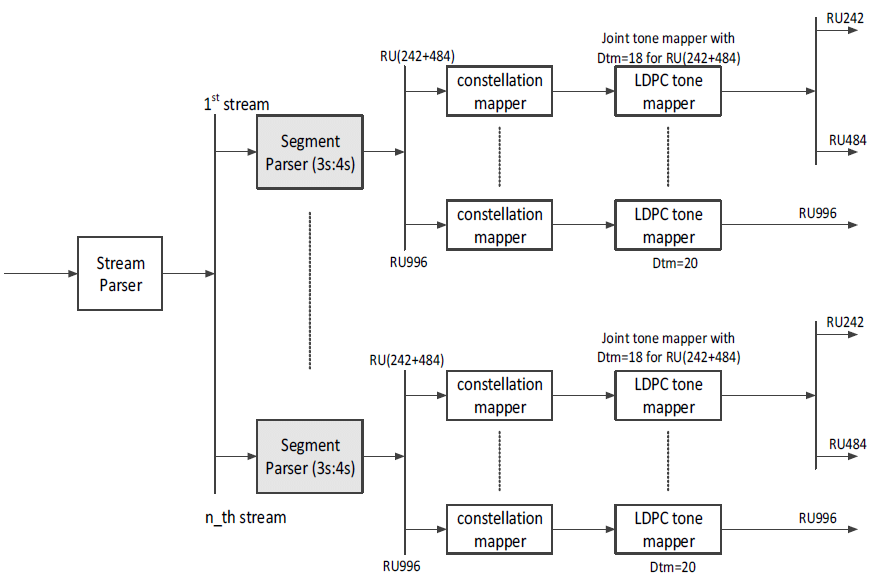 RU242
Joint tone mapper with
Dtm=18 for RU(242+484)
RU(242+484)
constellation
mapper
LDPC tone
mapper
1st stream
Segment
Parser (3s:4s)
RU484
constellation
mapper
LDPC tone
mapper
RU996
RU996
Dtm=20
Stream
Parser
RU242
Joint tone mapper with
Dtm=18 for RU(242+484)
RU(242+484)
constellation
mapper
LDPC tone
mapper
Segment
Parser (3s:4s)
RU484
n_th stream
constellation
mapper
LDPC tone
mapper
RU996
RU996
Dtm=20